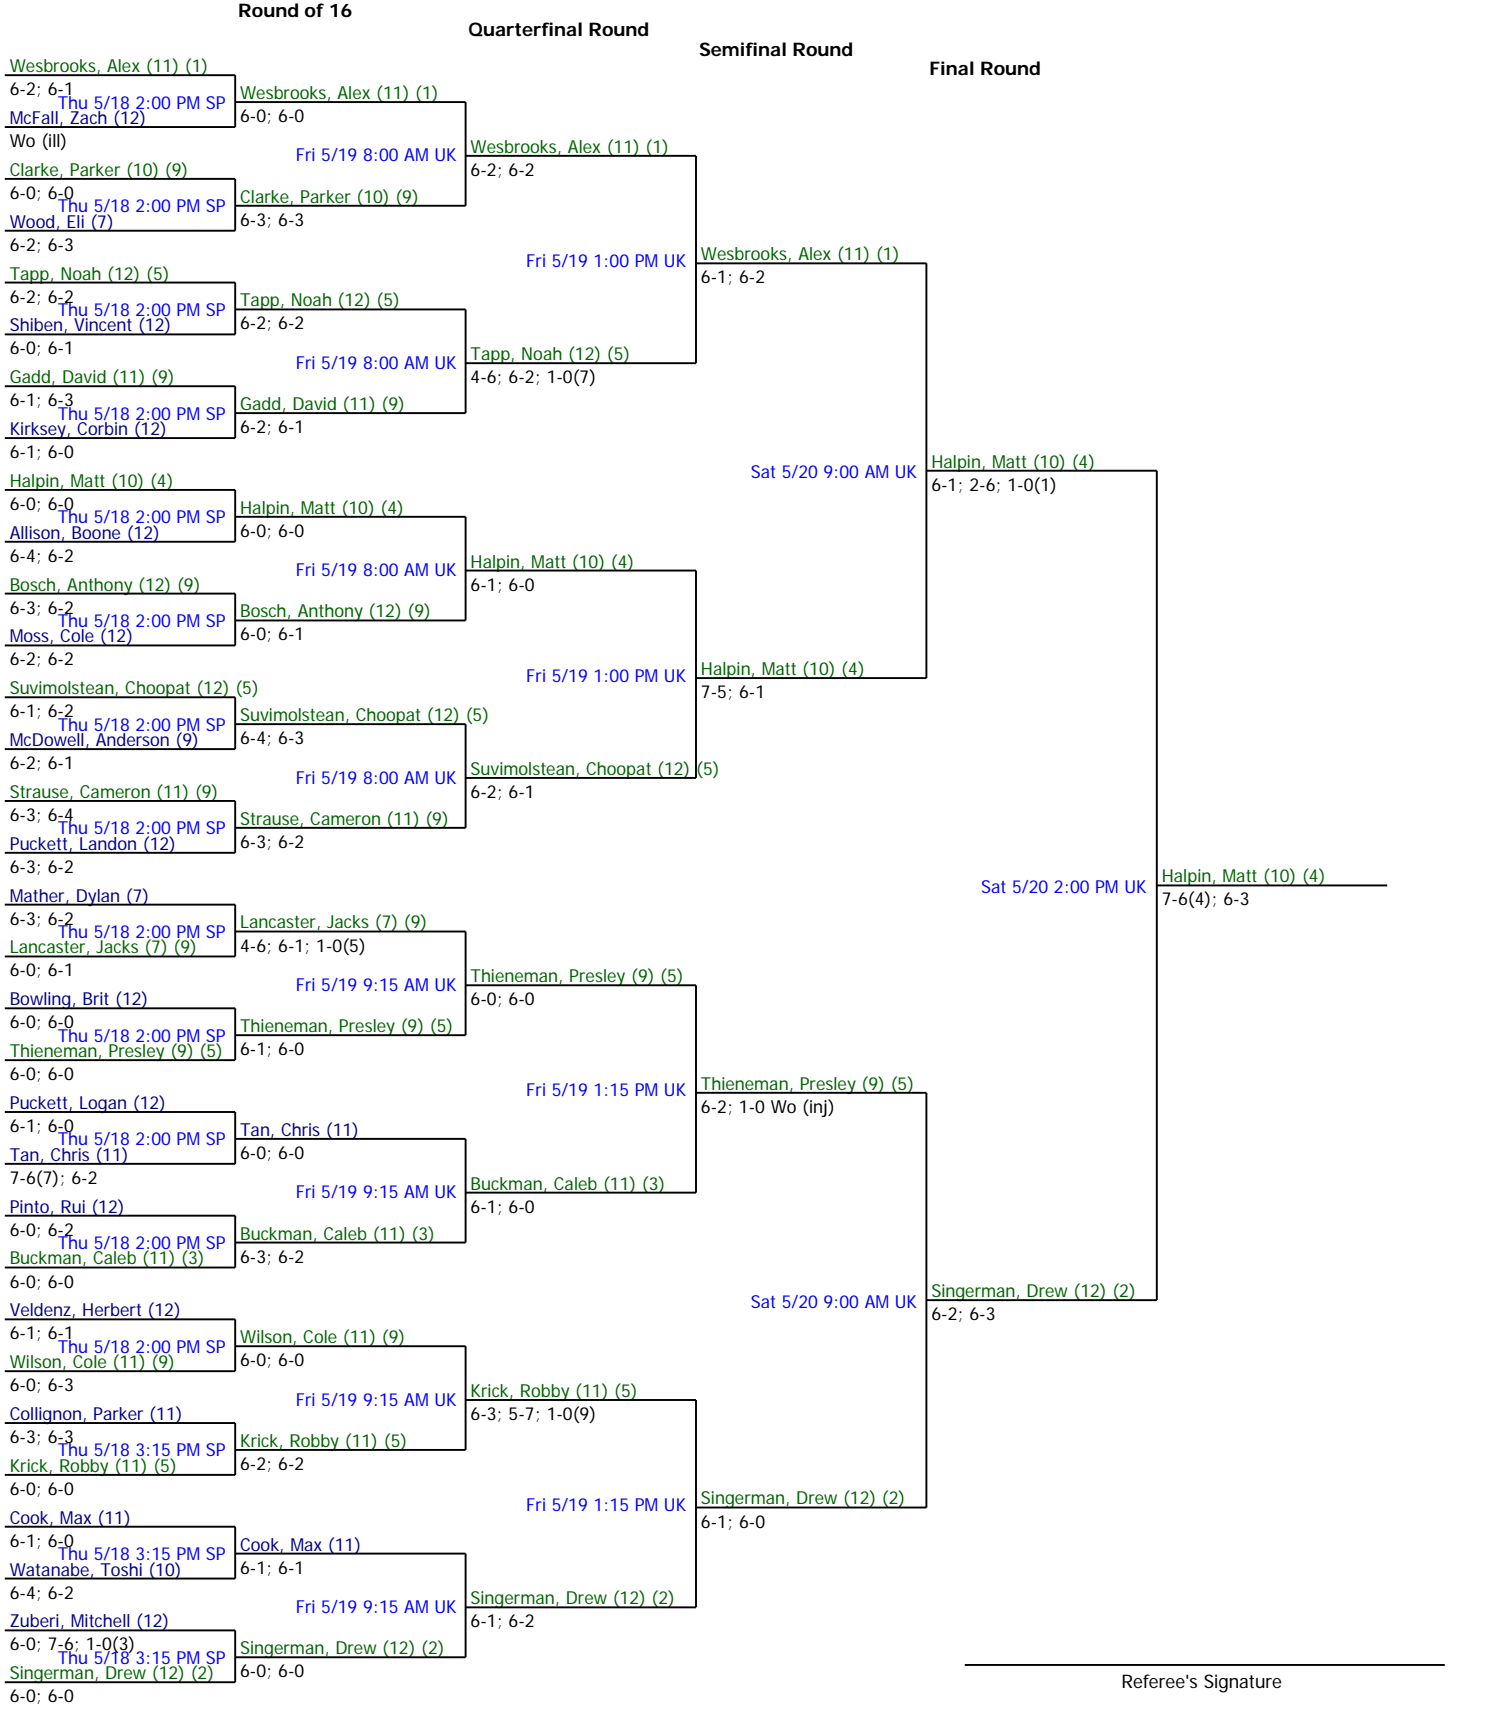 Round of 16
Quarterfinal Round
Semifinal Round
Final Round
Wesbrooks, Alex (11) (1)
6-2; 6-1
Thu 5/18 2:00 PM SP
McFall, Zach (12)
Wo (ill)
Clarke, Parker (10) (9)
6-0; 6-0
Thu 5/18 2:00 PM SP
Wood, Eli (7)
6-2; 6-3
Tapp, Noah (12) (5)
6-2; 6-2
Thu 5/18 2:00 PM SP
Shiben, Vincent (12)
6-0; 6-1
Gadd, David (11) (9)
6-1; 6-3
Thu 5/18 2:00 PM SP
Kirksey, Corbin (12)
6-1; 6-0
Halpin, Matt (10) (4)
6-0; 6-0
Thu 5/18 2:00 PM SP
Allison, Boone (12)
6-4; 6-2
Bosch, Anthony (12) (9)
6-3; 6-2
Thu 5/18 2:00 PM SP
Moss, Cole (12)
6-2; 6-2
Suvimolstean, Choopat (12) (5)
6-1; 6-2
Thu 5/18 2:00 PM SP
McDowell, Anderson (9)
6-2; 6-1
Strause, Cameron (11) (9)
6-3; 6-4
Thu 5/18 2:00 PM SP
Puckett, Landon (12)
6-3; 6-2
Mather, Dylan (7)
6-3; 6-2
Thu 5/18 2:00 PM SP
Lancaster, Jacks (7) (9)
6-0; 6-1
Bowling, Brit (12)
6-0; 6-0
Thu 5/18 2:00 PM SP
Thieneman, Presley (9) (5)
6-0; 6-0
Puckett, Logan (12)
6-1; 6-0
Thu 5/18 2:00 PM SP
Tan, Chris (11)
7-6(7); 6-2
Pinto, Rui (12)
6-0; 6-2
Thu 5/18 2:00 PM SP
Buckman, Caleb (11) (3)
6-0; 6-0
Veldenz, Herbert (12)
6-1; 6-1
Thu 5/18 2:00 PM SP
Wilson, Cole (11) (9)
6-0; 6-3
Collignon, Parker (11)
6-3; 6-3
Thu 5/18 3:15 PM SP
Krick, Robby (11) (5)
6-0; 6-0
Cook, Max (11)
6-1; 6-0
Thu 5/18 3:15 PM SP
Watanabe, Toshi (10)
6-4; 6-2
Zuberi, Mitchell (12)
6-0; 7-6; 1-0(3)
Thu 5/18 3:15 PM SP
Singerman, Drew (12) (2)
6-0; 6-0
Wesbrooks, Alex (11) (1)
6-0; 6-0
Fri 5/19 8:00 AM UK
Clarke, Parker (10) (9)
6-3; 6-3
Tapp, Noah (12) (5)
6-2; 6-2
Fri 5/19 8:00 AM UK
Gadd, David (11) (9)
6-2; 6-1
Halpin, Matt (10) (4)
6-0; 6-0
Fri 5/19 8:00 AM UK
Bosch, Anthony (12) (9)
6-0; 6-1
Suvimolstean, Choopat (12) (5)
6-4; 6-3
Fri 5/19 8:00 AM UK
Strause, Cameron (11) (9)
6-3; 6-2
Lancaster, Jacks (7) (9)
4-6; 6-1; 1-0(5)
Fri 5/19 9:15 AM UK
Thieneman, Presley (9) (5)
6-1; 6-0
Tan, Chris (11)
6-0; 6-0
Fri 5/19 9:15 AM UK
Buckman, Caleb (11) (3)
6-3; 6-2
Wilson, Cole (11) (9)
6-0; 6-0
Fri 5/19 9:15 AM UK
Krick, Robby (11) (5)
6-2; 6-2
Cook, Max (11)
6-1; 6-1
Fri 5/19 9:15 AM UK
Singerman, Drew (12) (2)
6-0; 6-0
Wesbrooks, Alex (11) (1)
6-2; 6-2
Fri 5/19 1:00 PM UK
Tapp, Noah (12) (5)
4-6; 6-2; 1-0(7)
Halpin, Matt (10) (4)
6-1; 6-0
Fri 5/19 1:00 PM UK
Suvimolstean, Choopat (12) (5)
6-2; 6-1
Thieneman, Presley (9) (5)
6-0; 6-0
Fri 5/19 1:15 PM UK
Buckman, Caleb (11) (3)
6-1; 6-0
Krick, Robby (11) (5)
6-3; 5-7; 1-0(9)
Fri 5/19 1:15 PM UK
Singerman, Drew (12) (2)
6-1; 6-2
Wesbrooks, Alex (11) (1)
6-1; 6-2
Sat 5/20 9:00 AM UK
Halpin, Matt (10) (4)
7-5; 6-1
Thieneman, Presley (9) (5)
6-2; 1-0 Wo (inj)
Sat 5/20 9:00 AM UK
Singerman, Drew (12) (2)
6-1; 6-0
Halpin, Matt (10) (4)
6-1; 2-6; 1-0(1)
Sat 5/20 2:00 PM UK
Singerman, Drew (12) (2)
6-2; 6-3
Halpin, Matt (10) (4)
7-6(4); 6-3
Referee's Signature